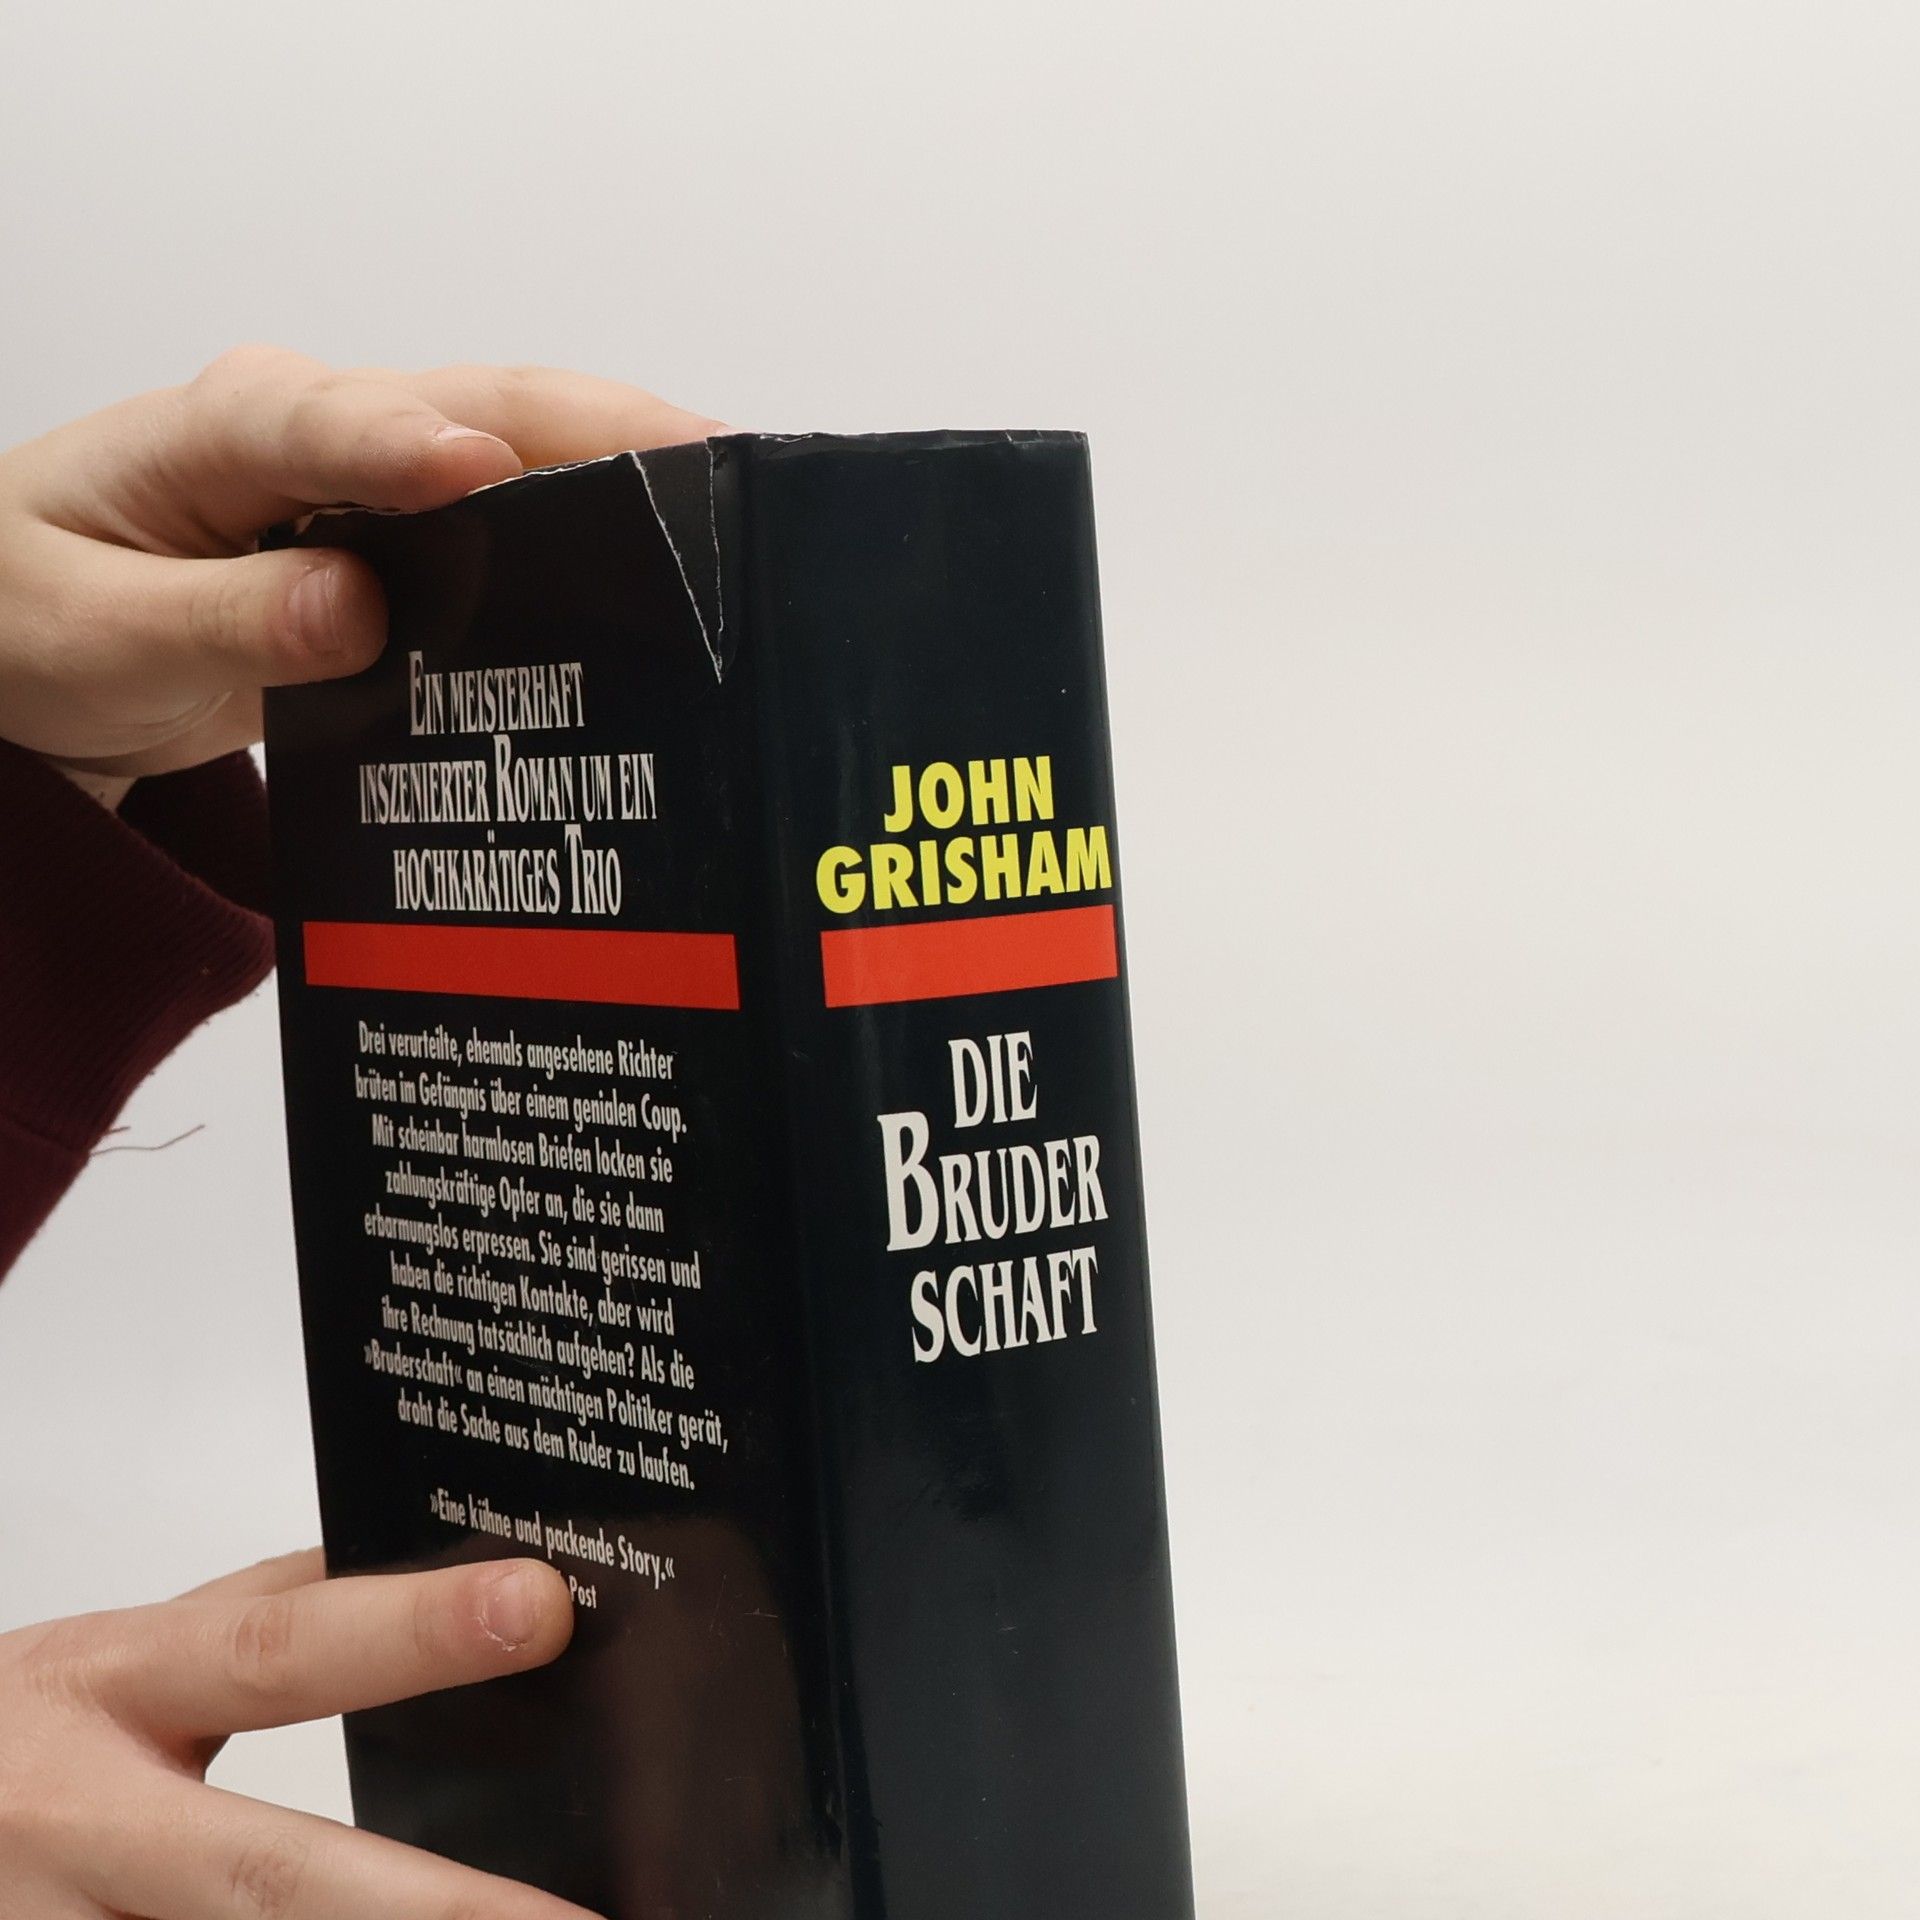 EIN MEISTERHAFT
INSZENIERTER ROMAN UM EIN
HOCHKARÄTIGES TRIO
Drei verurteilte, ehemals angesehene Richter
brüten im Gefängnis über einem genialen Coup.
Mit scheinbar harmlosen Briefen locken sie
zahlungskräftige Opfer an, die sie dann
erbarmungslos erpressen. Sie sind gerissen und
haben die richtigen Kontakte, aber wird
ihre Rechnung tatsächlich aufgehen? Als die
»Bruderschaft« an einen mächtigen Politiker gerät,
droht die Sache aus dem Ruder zu laufen.
»Eine kühne und packende Story.«
Post
JOHN
GRISHAM
DIE
BRUDER
SCHAFT